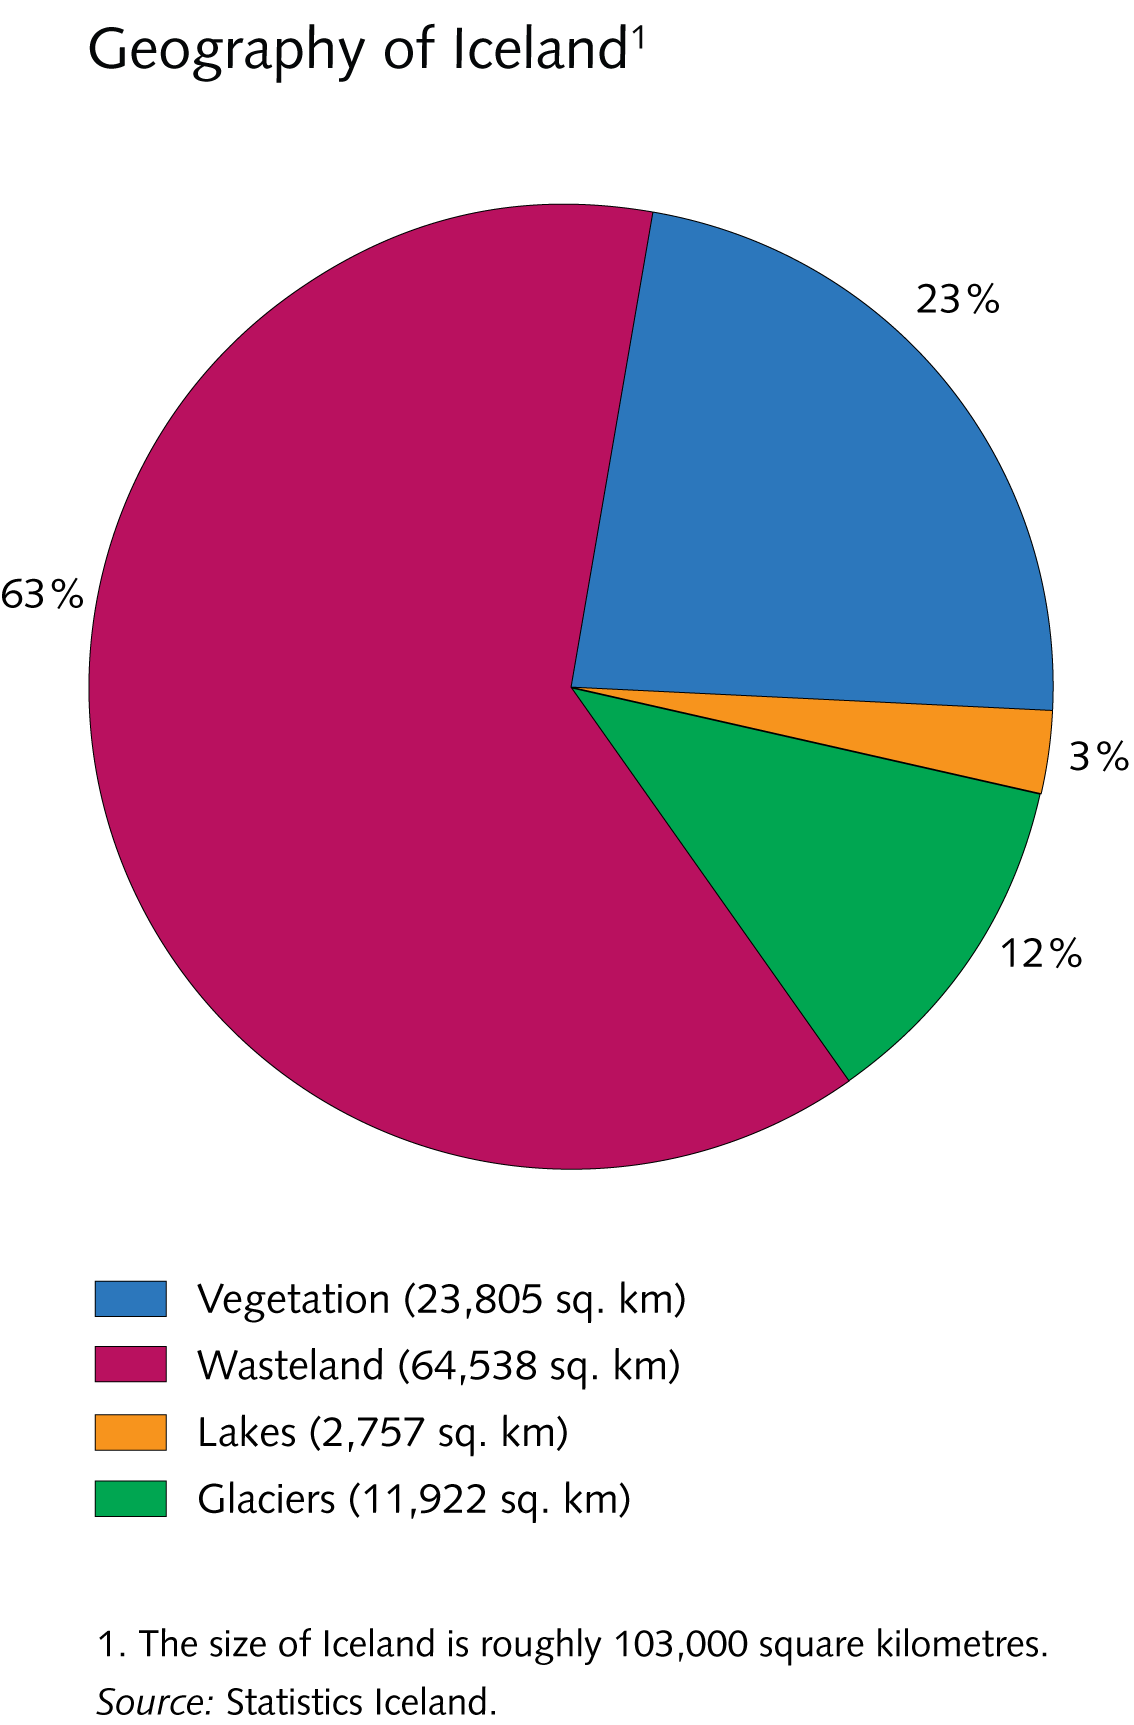 Geography of Iceland¹
23%
63%
3%
12%
Vegetation (23,805 sq. km)
Wasteland (64,538 sq. km)
Lakes (2,757 sq. km)
Glaciers (11,922 sq. km)
1. The size of Iceland is roughly 103,000 square kilometres.
Source: Statistics Iceland.